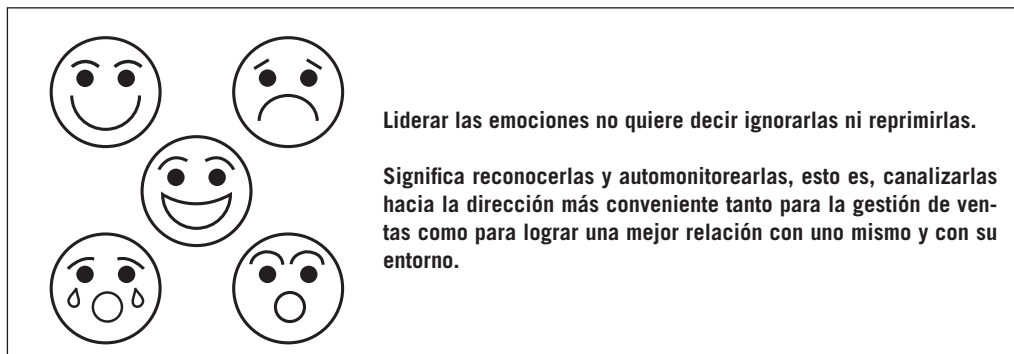 Liderar las emociones no quiere decir ignorarlas ni reprimirlas.
Significa reconocerlas y automonitorearlas, esto es, canalizarlas
hacia la dirección más conveniente tanto para la gestión de ven-
tas como para lograr una mejor relación con uno mismo y con su
entorno.